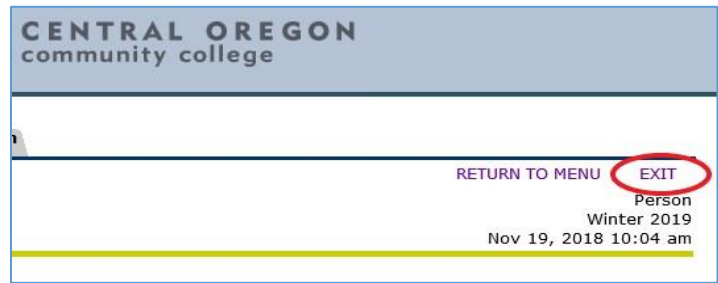 CENTRAL OREGON
community college
RETURN TO MENU EXIT
Person
Winter 2019
Nov 19, 2018 10:04 am